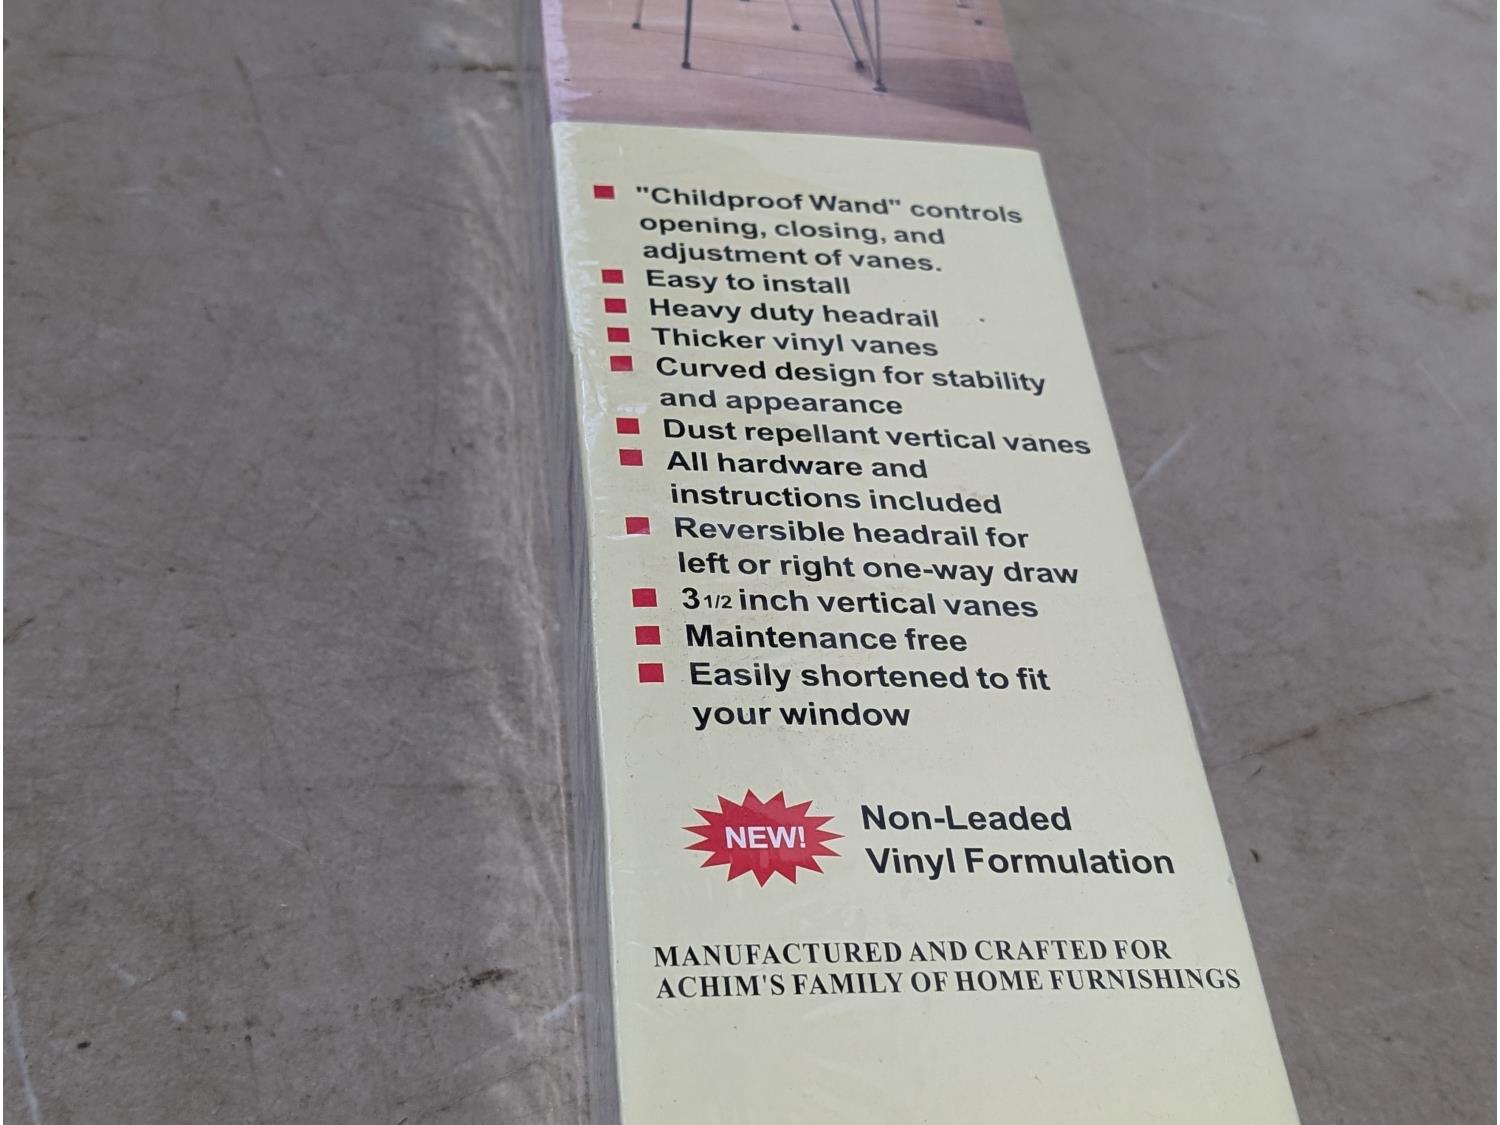 "Childproof Wand" controls
opening, closing, and
adjustment of vanes.
Easy to install
Heavy duty headrail
Thicker vinyl vanes
Curved design for stability
and appearance
Dust repellant vertical vanes
All hardware and
instructions included
Reversible headrail for
left or right one-way draw
3 1/2 inch vertical vanes
Maintenance free
Easily shortened to fit
your window
NEW!
Non-Leaded
Vinyl Formulation
MANUFACTURED AND CRAFTED FOR
ACHIM'S FAMILY OF HOME FURNISHINGS